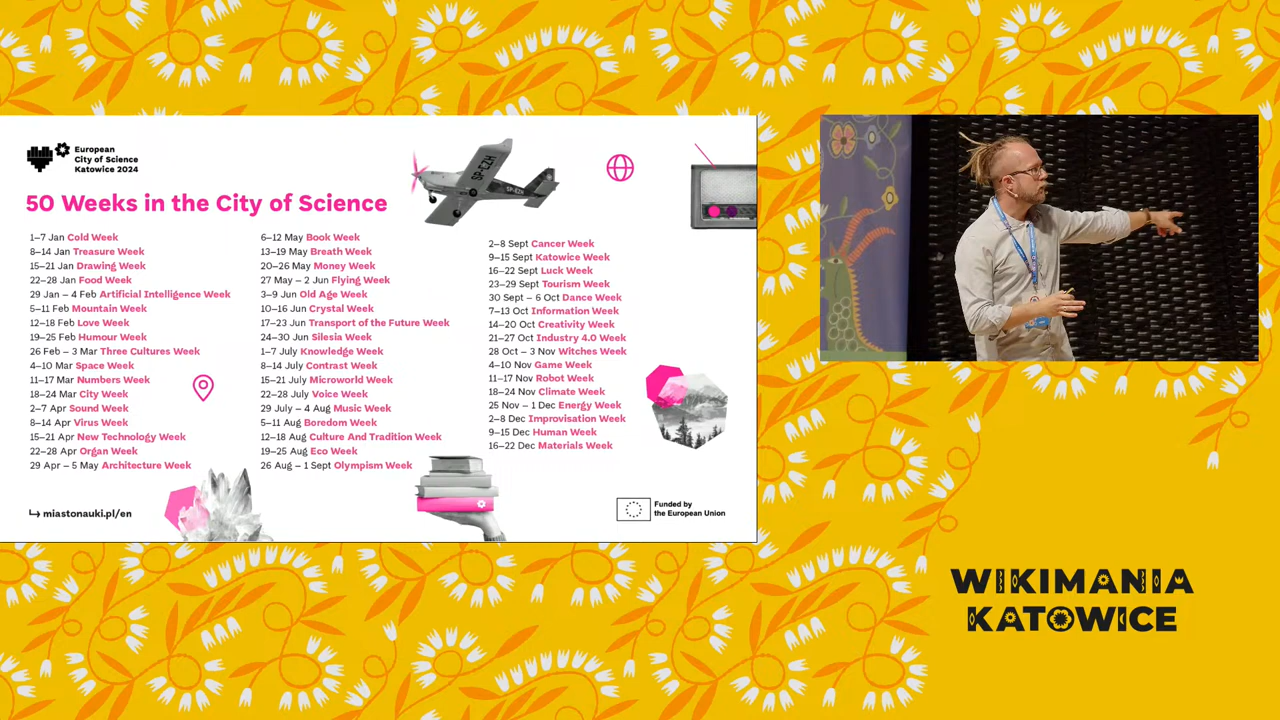 European
City of Science
Katowice 2024
50 Weeks in the City of Science
1–7 Jan Cold Week
8–14 Jan Treasure Week
15–21 Jan Drawing Week
22–28 Jan Food Week
29 Jan – 4 Feb Artificial Intelligence Week
5–11 Feb Mountain Week
12–18 Feb Love Week
19–25 Feb Humour Week
26 Feb – 3 Mar Three Cultures Week
4–10 Mar Space Week
11–17 Mar Numbers Week
18–24 Mar City Week
2–7 Apr Sound Week
8–14 Apr Virus Week
15–21 Apr New Technology Week
22–28 Apr Organ Week
29 Apr – 5 May Architecture Week
6–12 May Book Week
13–19 May Breath Week
20–26 May Money Week
27 May – 2 Jun Flying Week
3–9 Jun Old Age Week
10–16 Jun Crystal Week
17–23 Jun Transport of the Future Week
24–30 Jun Silesia Week
1–7 July Knowledge Week
8–14 July Contrast Week
15–21 July Microworld Week
22–28 July Voice Week
29 July – 4 Aug Music Week
5–11 Aug Boredom Week
12–18 Aug Culture And Tradition Week
19–25 Aug Eco Week
26 Aug – 1 Sept Olympism Week
2–8 Sept Cancer Week
9–15 Sept Katowice Week
16–22 Sept Luck Week
23–29 Sept Tourism Week
30 Sept – 6 Oct Dance Week
7–13 Oct Information Week
14–20 Oct Creativity Week
21–27 Oct Industry 4.0 Week
28 Oct – 3 Nov Witches Week
4–10 Nov Game Week
11–17 Nov Robot Week
18–24 Nov Climate Week
25 Nov – 1 Dec Energy Week
2–8 Dec Improvisation Week
9–15 Dec Human Week
16–22 Dec Materials Week
SP-CZH
miastonauki.pl/en
Funded by
the European Union
WIKIMANIA
KATOWICE